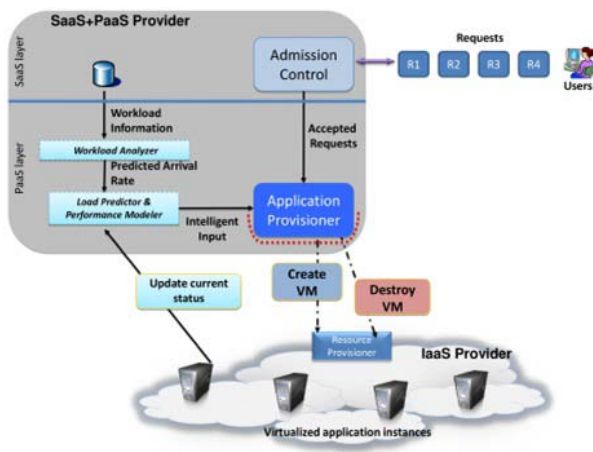 SaaS+PaaS Provider
SaaS layer
Admission
Control
Requests
R1 R2 R3 R4
Users
Workload
Information
Accepted
Requests
PaaS layer
Workload Analyzer
Predicted Arrival
Rate
Load Predictor &
Performance Modeler
Intelligent
Input
Application
Provisioner
Update current
status
Create
VM
Destroy
VM
Resource
Provisioner
IaaS Provider
Virtualized application instances